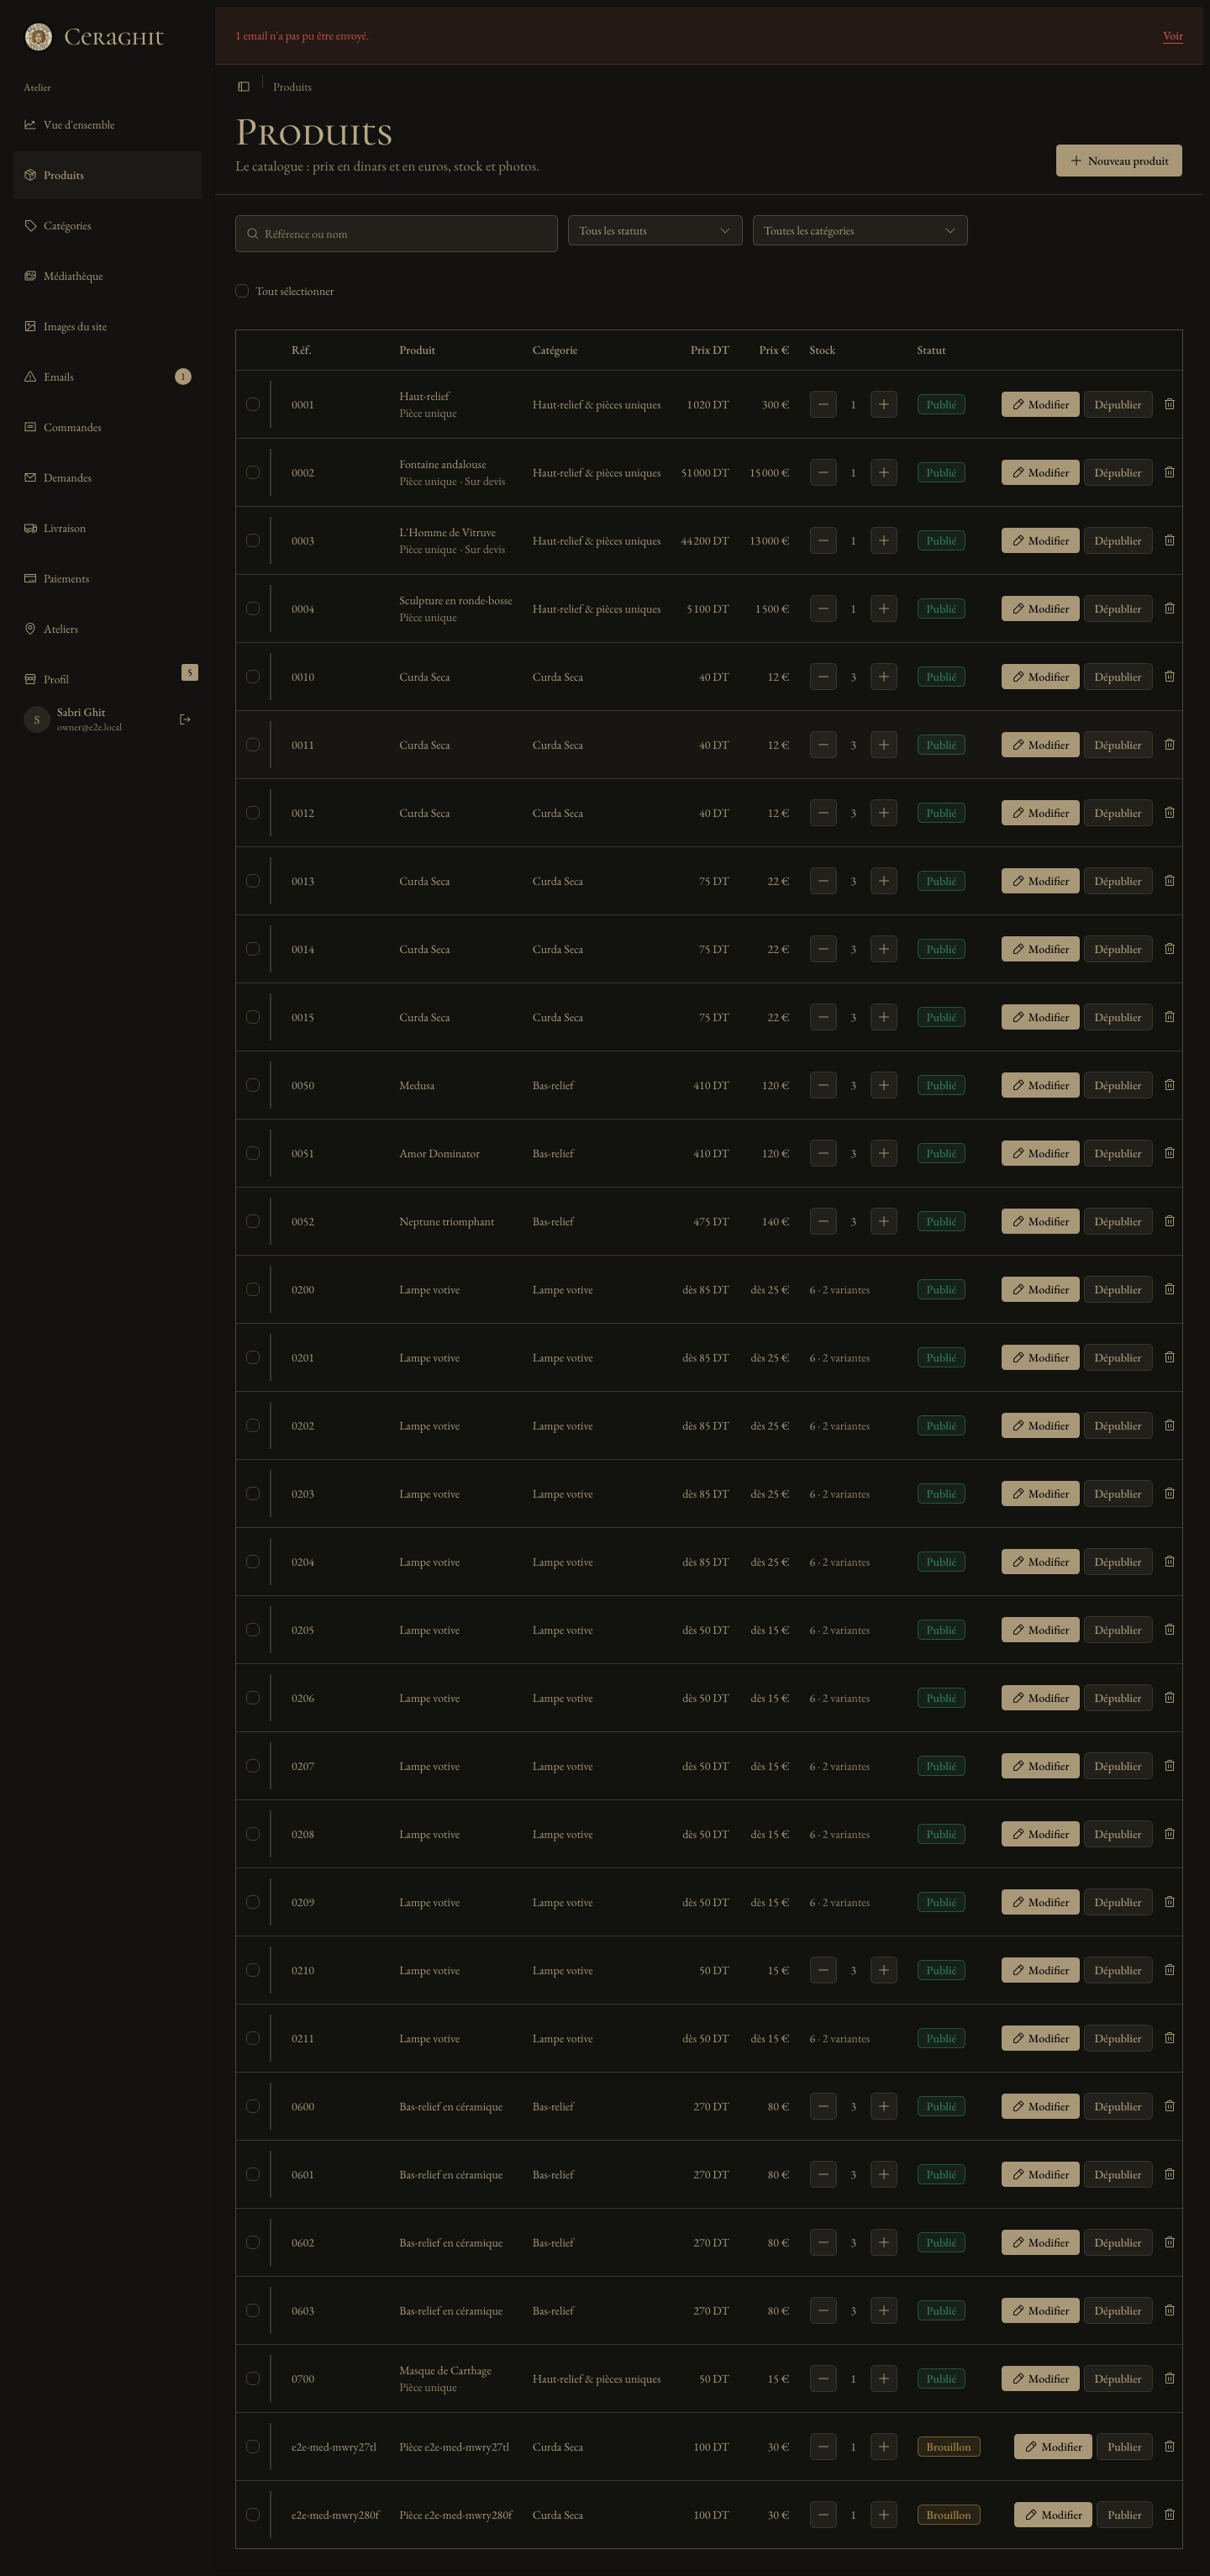 Ceraghit
Atelier
Vue d'ensemble
Produits
Catégories
Médiathèque
Images du site
Emails 1
Commandes
Demandes
Livraison
Paiements
Ateliers
Profil 5
S Sabri Ghit
owner@e2e.local
1 email n'a pas pu être envoyé. Voir
Produits
Produits
Le catalogue : prix en dinars et en euros, stock et photos.
Nouveau produit
Référence ou nom Tous les statuts Toutes les catégories
Tout sélectionner
Réf. Produit Catégorie Prix DT Prix € Stock Statut
0001 Haut-relief Pièce unique Haut-relief & pièces uniques 1 020 DT 300 € 1 Publié Modifier Dépublier
0002 Fontaine andalouse Pièce unique · Sur devis Haut-relief & pièces uniques 51 000 DT 15 000 € 1 Publié Modifier Dépublier
0003 L'Homme de Vitruve Pièce unique · Sur devis Haut-relief & pièces uniques 44 200 DT 13 000 € 1 Publié Modifier Dépublier
0004 Sculpture en ronde-bosse Pièce unique Haut-relief & pièces uniques 5 100 DT 1 500 € 1 Publié Modifier Dépublier
0010 Curda Seca Curda Seca 40 DT 12 € 3 Publié Modifier Dépublier
0011 Curda Seca Curda Seca 40 DT 12 € 3 Publié Modifier Dépublier
0012 Curda Seca Curda Seca 40 DT 12 € 3 Publié Modifier Dépublier
0013 Curda Seca Curda Seca 75 DT 22 € 3 Publié Modifier Dépublier
0014 Curda Seca Curda Seca 75 DT 22 € 3 Publié Modifier Dépublier
0015 Curda Seca Curda Seca 75 DT 22 € 3 Publié Modifier Dépublier
0050 Medusa Bas-relief 410 DT 120 € 3 Publié Modifier Dépublier
0051 Amor Dominator Bas-relief 410 DT 120 € 3 Publié Modifier Dépublier
0052 Neptune triomphant Bas-relief 475 DT 140 € 3 Publié Modifier Dépublier
0200 Lampe votive Lampe votive dès 85 DT dès 25 € 6 · 2 variantes Publié Modifier Dépublier
0201 Lampe votive Lampe votive dès 85 DT dès 25 € 6 · 2 variantes Publié Modifier Dépublier
0202 Lampe votive Lampe votive dès 85 DT dès 25 € 6 · 2 variantes Publié Modifier Dépublier
0203 Lampe votive Lampe votive dès 85 DT dès 25 € 6 · 2 variantes Publié Modifier Dépublier
0204 Lampe votive Lampe votive dès 85 DT dès 25 € 6 · 2 variantes Publié Modifier Dépublier
0205 Lampe votive Lampe votive dès 50 DT dès 15 € 6 · 2 variantes Publié Modifier Dépublier
0206 Lampe votive Lampe votive dès 50 DT dès 15 € 6 · 2 variantes Publié Modifier Dépublier
0207 Lampe votive Lampe votive dès 50 DT dès 15 € 6 · 2 variantes Publié Modifier Dépublier
0208 Lampe votive Lampe votive dès 50 DT dès 15 € 6 · 2 variantes Publié Modifier Dépublier
0209 Lampe votive Lampe votive dès 50 DT dès 15 € 6 · 2 variantes Publié Modifier Dépublier
0210 Lampe votive Lampe votive 50 DT 15 € 3 Publié Modifier Dépublier
0211 Lampe votive Lampe votive dès 50 DT dès 15 € 6 · 2 variantes Publié Modifier Dépublier
0600 Bas-relief en céramique Bas-relief 270 DT 80 € 3 Publié Modifier Dépublier
0601 Bas-relief en céramique Bas-relief 270 DT 80 € 3 Publié Modifier Dépublier
0602 Bas-relief en céramique Bas-relief 270 DT 80 € 3 Publié Modifier Dépublier
0603 Bas-relief en céramique Bas-relief 270 DT 80 € 3 Publié Modifier Dépublier
0700 Masque de Carthage Pièce unique Haut-relief & pièces uniques 50 DT 15 € 1 Publié Modifier Dépublier
e2e-med-mwry27tl Pièce e2e-med-mwry27tl Curda Seca 100 DT 30 € 1 Brouillon Modifier Publier
e2e-med-mwry280f Pièce e2e-med-mwry280f Curda Seca 100 DT 30 € 1 Brouillon Modifier Publier